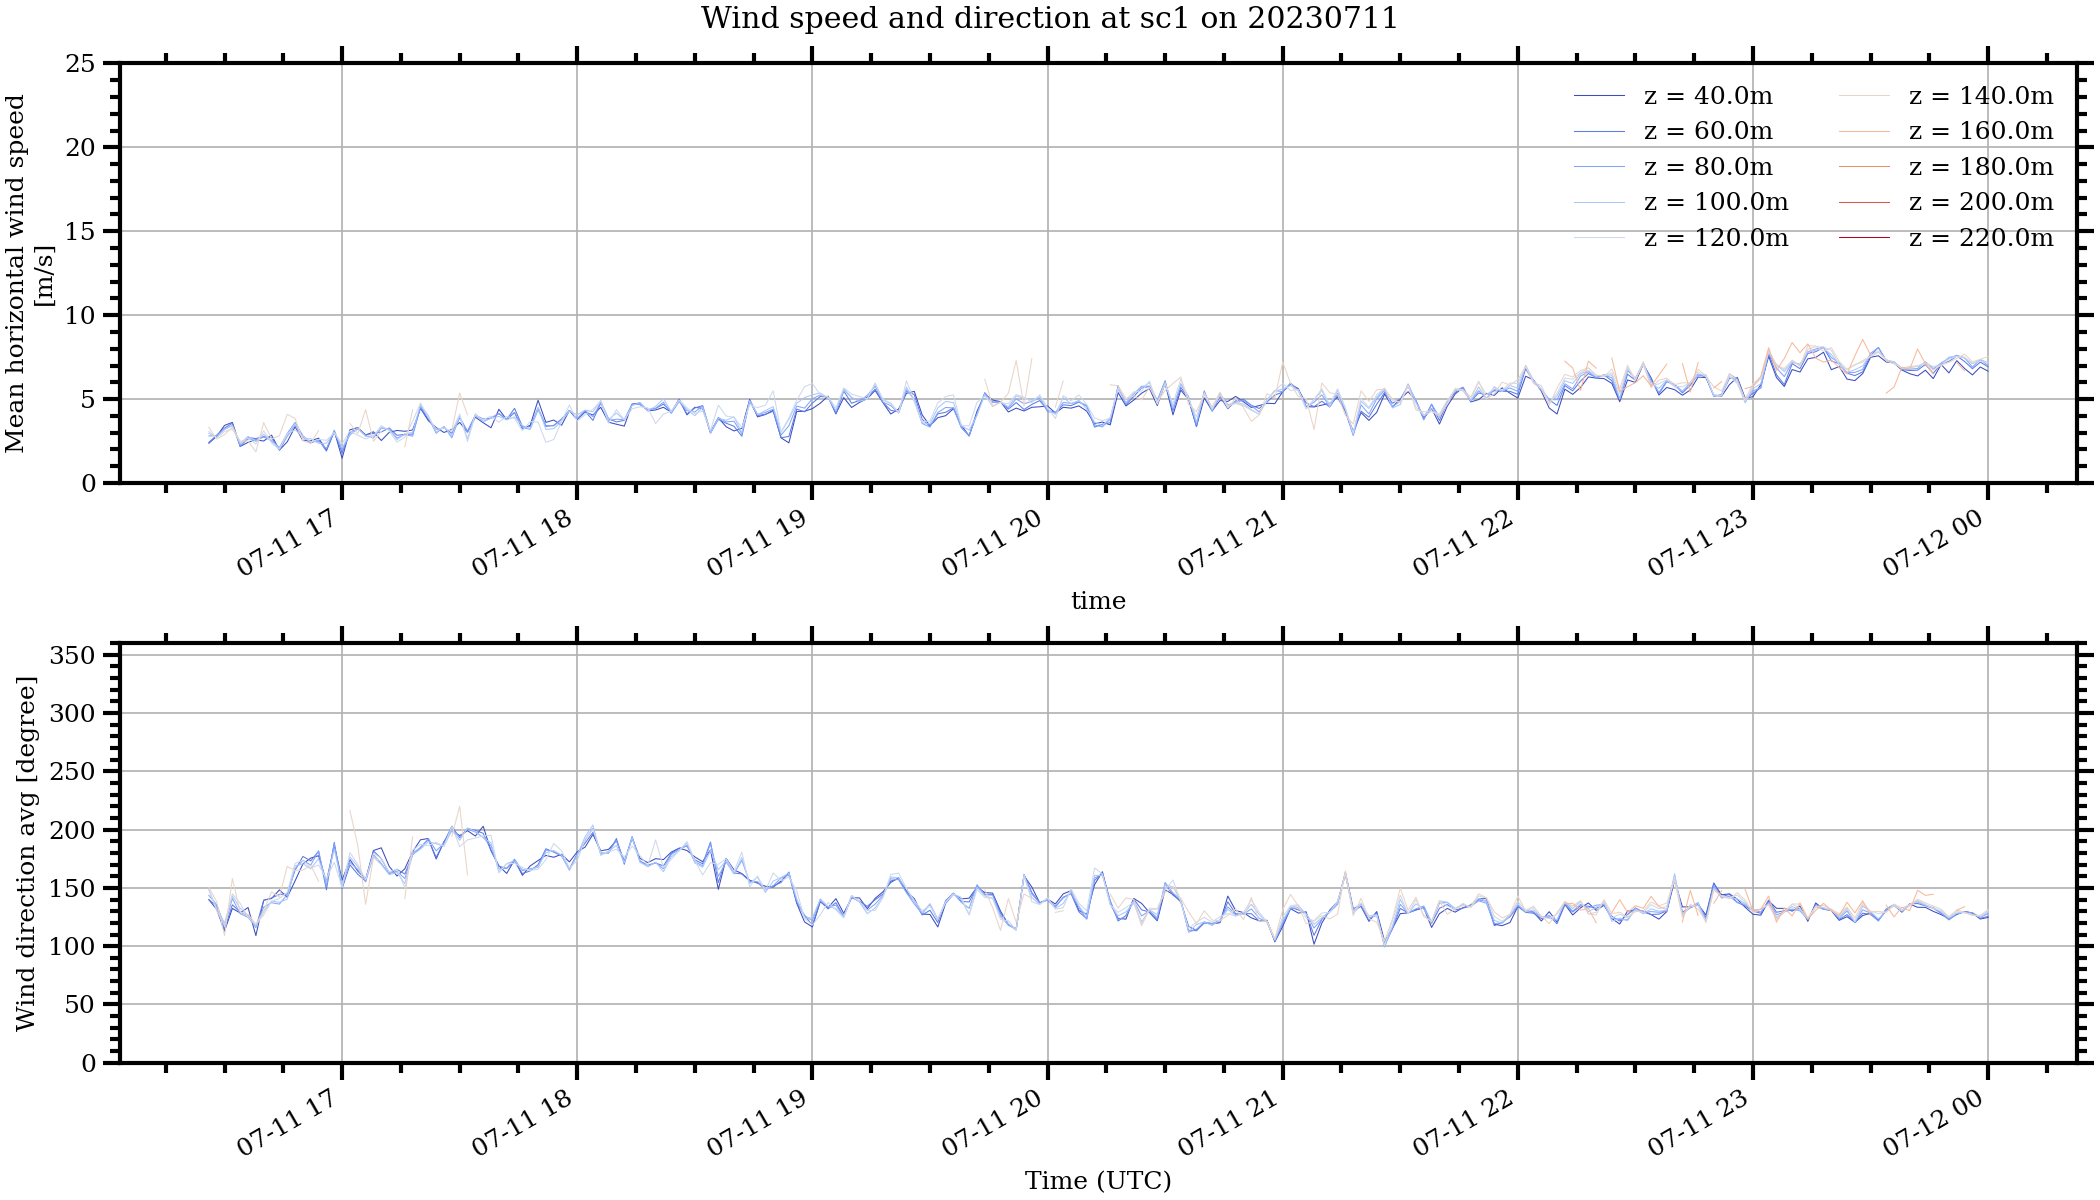 Wind speed and direction at sc1 on 20230711
Mean horizontal wind speed
[m/s]
25
20
15
10
5
0
z = 40.0m
z = 60.0m
z = 80.0m
z = 100.0m
z = 120.0m
z = 140.0m
z = 160.0m
z = 180.0m
z = 200.0m
z = 220.0m
07-11 17
07-11 18
07-11 19
07-11 20
07-11 21
07-11 22
07-11 23
07-12 00
time
Wind direction avg [degree]
350
300
250
200
150
100
50
0
07-11 17
07-11 18
07-11 19
07-11 20
07-11 21
07-11 22
07-11 23
07-12 00
Time (UTC)